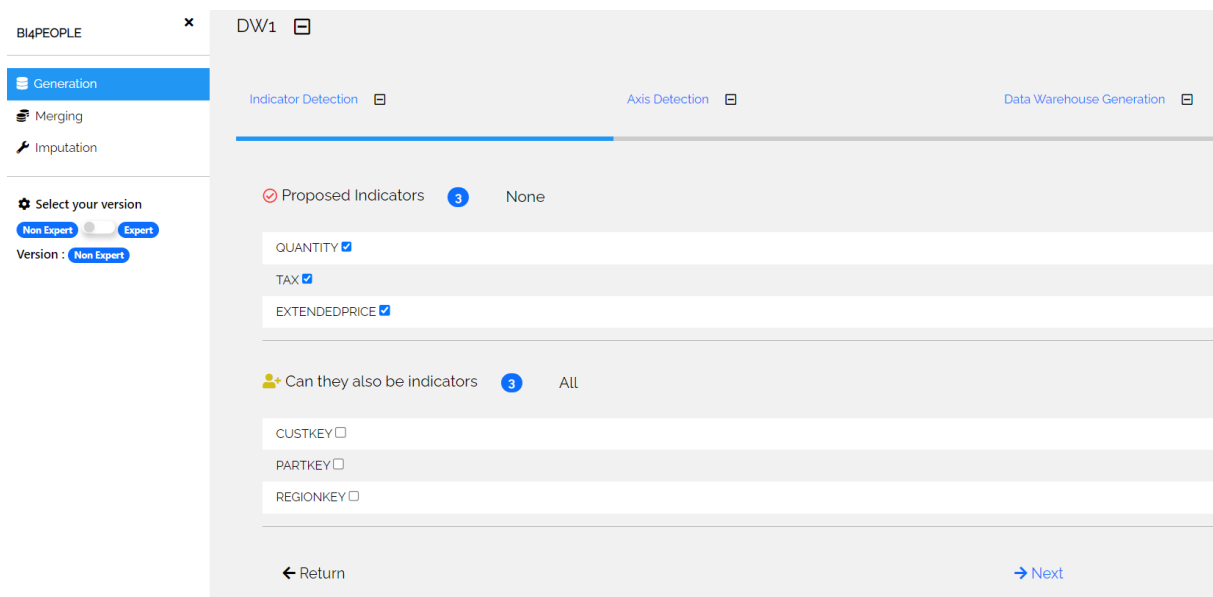 BI4PEOPLE ×
Generation
Merging
Imputation
Select your version
Non Expert Expert
Version : Non Expert
DW1
Indicator Detection Axis Detection Data Warehouse Generation
Proposed Indicators 3 None
QUANTITY
TAX
EXTENDEDPRICE
Can they also be indicators 3 All
CUSTKEY
PARTKEY
REGIONKEY
Return Next